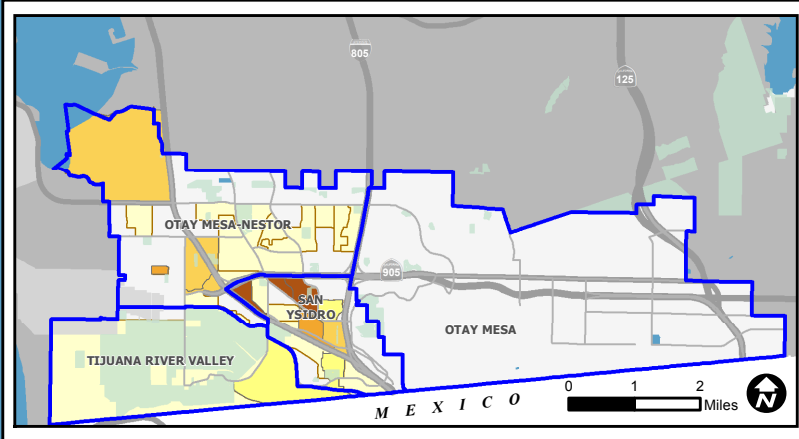 805
125
OTAY MESA-NESTOR
905
SAN
YSIDRO
OTAY MESA
TIJUANA RIVER VALLEY
0 1 2
Miles
N
MEXICO